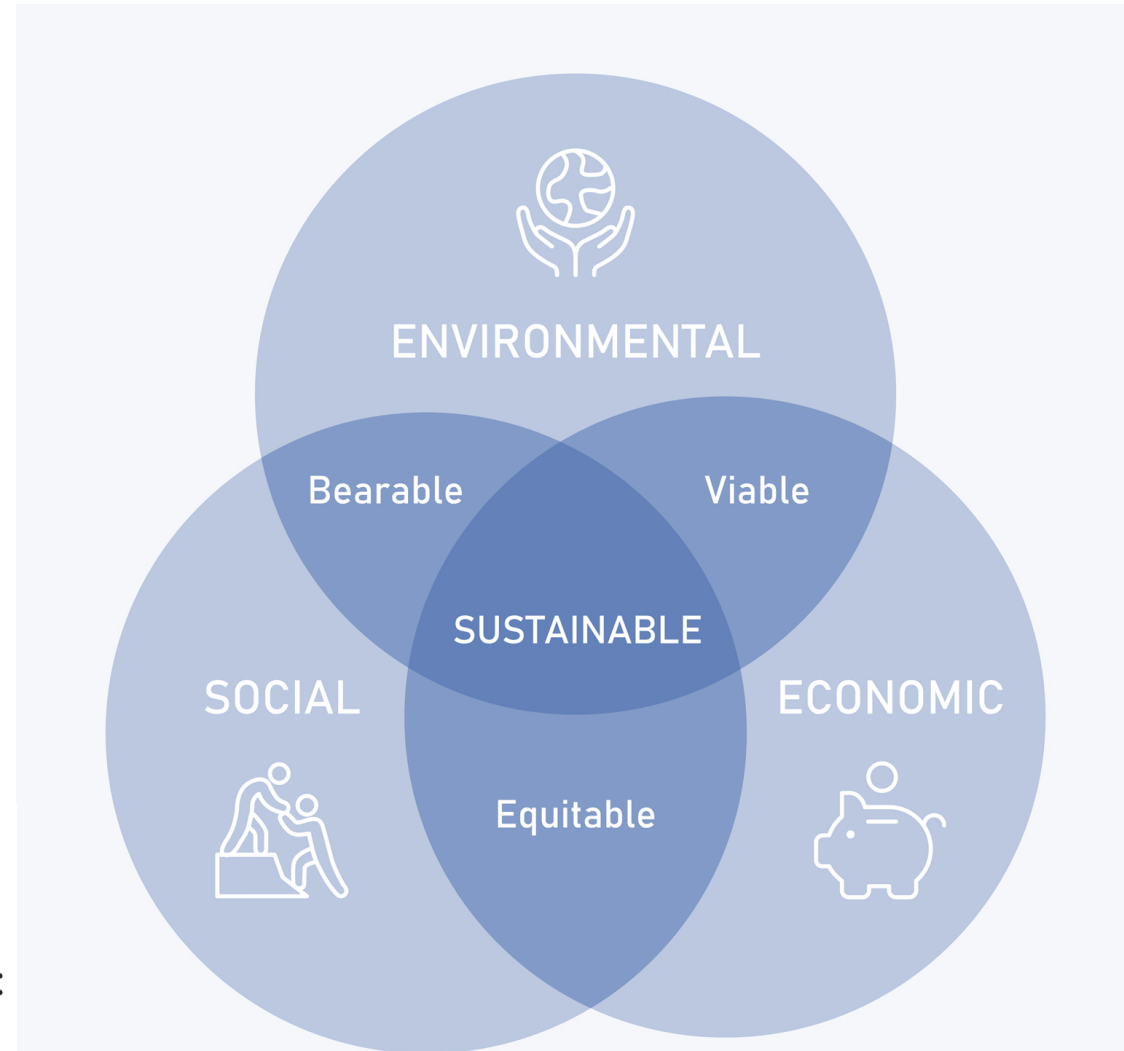 ENVIRONMENTAL
Bearable
Viable
SUSTAINABLE
SOCIAL
ECONOMIC
Equitable
: